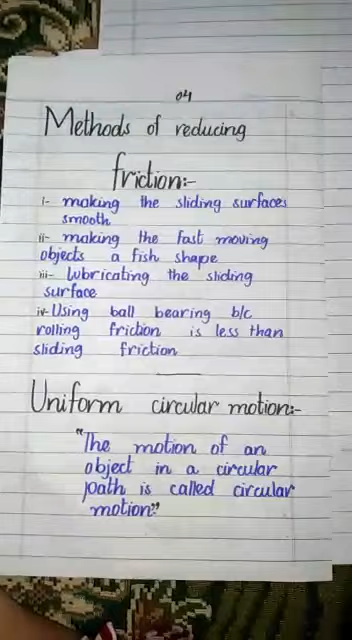 04
Methods of reducing
friction:-
i- making the sliding surfaces
smooth
ii- making the fast moving
objects a fish shape
iii- lubricating the sliding
surface
iv- Using ball bearing b/c
rolling friction is less than
sliding friction
Uniform circular motion:-
"The motion of an
object in a circular
path is called circular
motion"